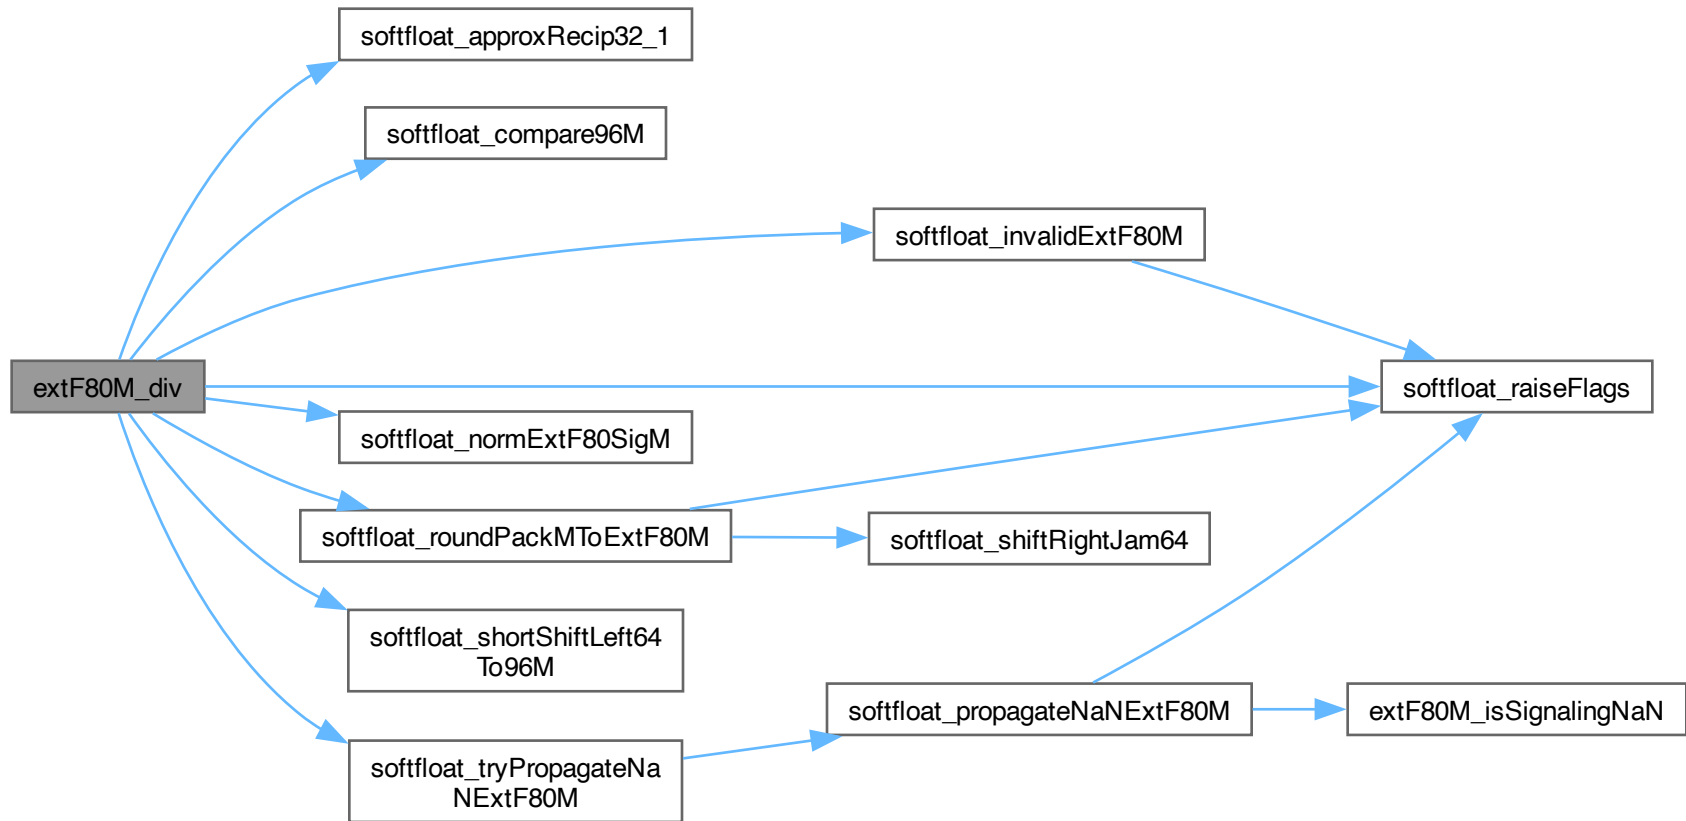 softfloat_approxRecip32_1
softfloat_compare96M
softfloat_invalidExtF80M
extF80M_div
softfloat_raiseFlags
softfloat_normExtF80SigM
softfloat_roundPackMToExtF80M
softfloat_shiftRightJam64
softfloat_shortShiftLeft64
To96M
softfloat_propagateNaNExtF80M
extF80M_isSignalingNaN
softfloat_tryPropagateNa
NExtF80M